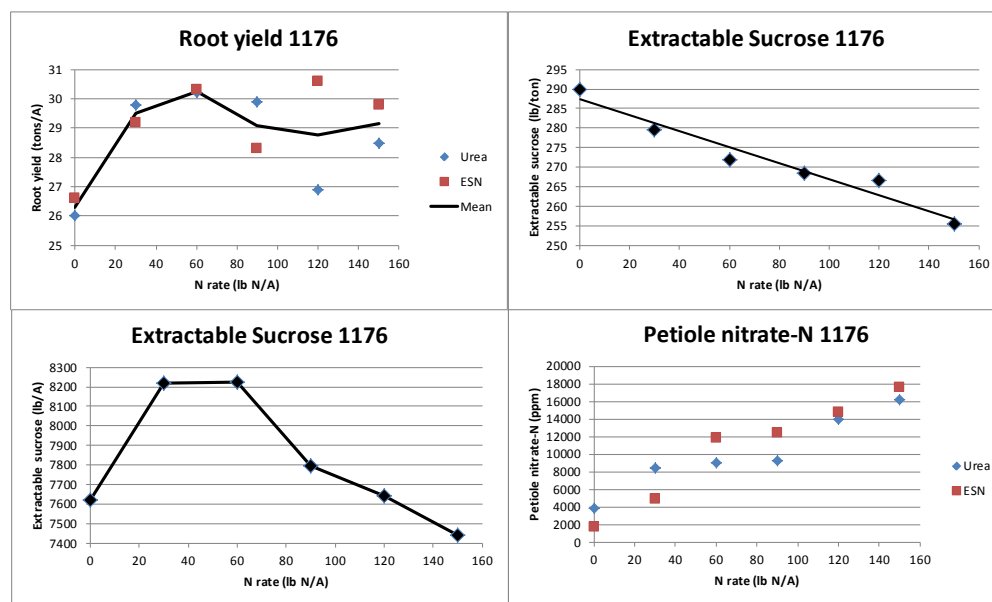 Root yield 1176
Root yield (tons/A)
31
30
29
28
27
26
25
0 20 40 60 80 100 120 140 160
N rate (lb N/A)
Urea
ESN
Mean
Extractable Sucrose 1176
Extractable sucrose (lb/ton)
295
290
285
280
275
270
265
260
255
250
0 20 40 60 80 100 120 140 160
N rate (lb N/A)
Extractable Sucrose 1176
Extractable sucrose (lb/A)
8300
8200
8100
8000
7900
7800
7700
7600
7500
7400
0 20 40 60 80 100 120 140 160
N rate (lb N/A)
Petiole nitrate-N 1176
Petiole nitrate-N (ppm)
20000
18000
16000
14000
12000
10000
8000
6000
4000
2000
0
0 20 40 60 80 100 120 140 160
N rate (lb N/A)
Urea
ESN